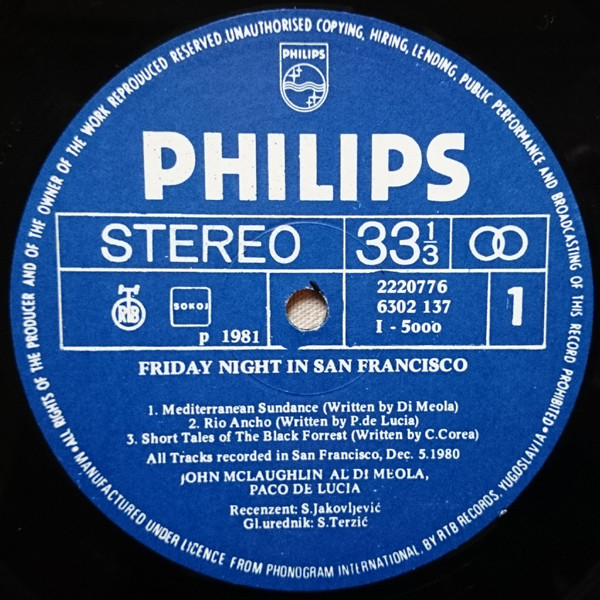 •ALL RIGHTS OF THE PRODUCER AND OF THE OWNER OF THE WORK REPRODUCED RESERVED.UNAUTHORISED COPYING, HIRING, LENDING, PUBLIC PERFORMANCE AND BROADCASTING OF THIS RECORD PROHIBITED•
PHILIPS
PHILIPS
STEREO 33 1/3
RTB SOKOJ p 1981
2220776
6302 137
I - 5000
1
FRIDAY NIGHT IN SAN FRANCISCO
1. Mediterranean Sundance (Written by Di Meola)
2. Rio Ancho (Written by P.de Lucia)
3. Short Tales of The Black Forrest (Written by C.Corea)
All Tracks recorded in San Francisco, Dec. 5.1980
JOHN MCLAUGHLIN AL DI MEOLA,
PACO DE LUCIA
Recenzent: S.Jakovljević
Gl.urednik: S.Terzić
MANUFACTURED UNDER LICENCE FROM PHONOGRAM INTERNATIONAL. BY RTB RECORDS, YUGOSLAVIA•